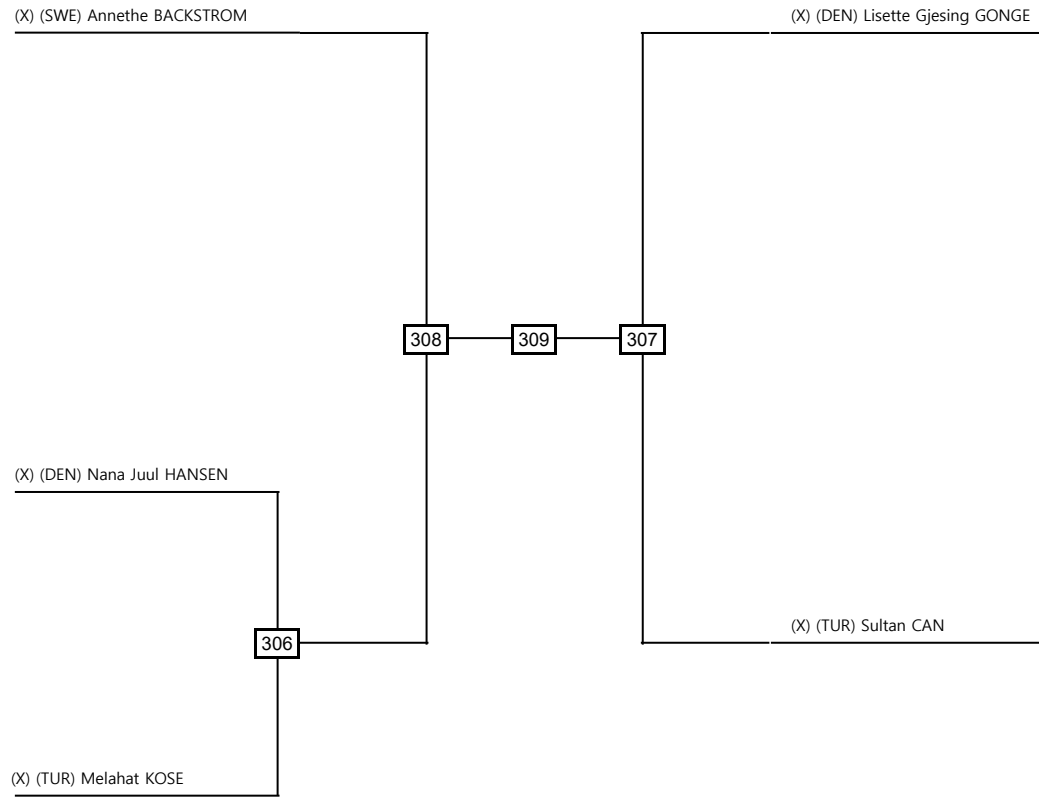 (X) (SWE) Annethe BACKSTROM
(X) (DEN) Lisette Gjesing GONGE
308
309
307
(X) (DEN) Nana Juul HANSEN
(X) (TUR) Sultan CAN
306
(X) (TUR) Melahat KOSE